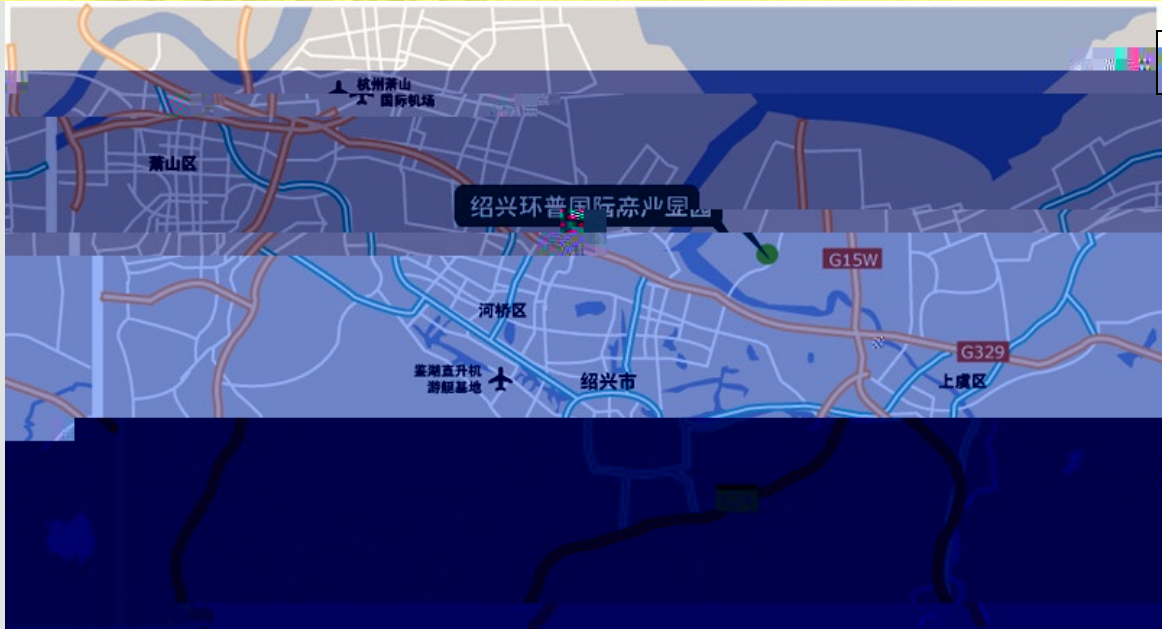 杭州萧山
国际机场
萧山区
绍兴环普国际产业园
G15W
河桥区
G329
鉴湖直升机
游艇基地
绍兴市
上虞区